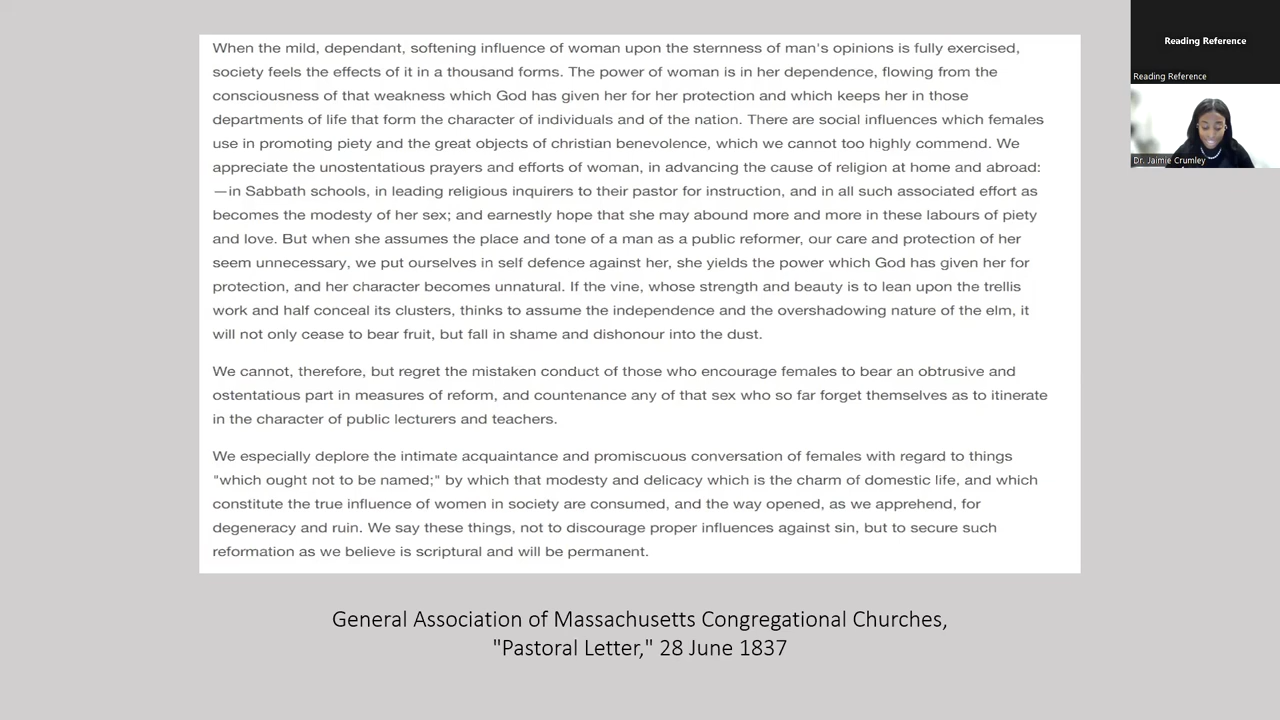 When the mild, dependant, softening influence of woman upon the sternness of man's opinions is fully exercised,
society feels the effects of it in a thousand forms. The power of woman is in her dependence, flowing from the
consciousness of that weakness which God has given her for her protection and which keeps her in those
departments of life that form the character of individuals and of the nation. There are social influences which females
use in promoting piety and the great objects of christian benevolence, which we cannot too highly commend. We
appreciate the unostentatious prayers and efforts of woman, in advancing the cause of religion at home and abroad:
—in Sabbath schools, in leading religious inquirers to their pastor for instruction, and in all such associated effort as
becomes the modesty of her sex; and earnestly hope that she may abound more and more in these labours of piety
and love. But when she assumes the place and tone of a man as a public reformer, our care and protection of her
seem unnecessary, we put ourselves in self defence against her, she yields the power which God has given her for
protection, and her character becomes unnatural. If the vine, whose strength and beauty is to lean upon the trellis
work and half conceal its clusters, thinks to assume the independence and the overshadowing nature of the elm, it
will not only cease to bear fruit, but fall in shame and dishonour into the dust.
We cannot, therefore, but regret the mistaken conduct of those who encourage females to bear an obtrusive and
ostentatious part in measures of reform, and countenance any of that sex who so far forget themselves as to itinerate
in the character of public lecturers and teachers.
We especially deplore the intimate acquaintance and promiscuous conversation of females with regard to things
"which ought not to be named;" by which that modesty and delicacy which is the charm of domestic life, and which
constitute the true influence of women in society are consumed, and the way opened, as we apprehend, for
degeneracy and ruin. We say these things, not to discourage proper influences against sin, but to secure such
reformation as we believe is scriptural and will be permanent.
General Association of Massachusetts Congregational Churches,
"Pastoral Letter," 28 June 1837
Reading Reference
Reading Reference
Dr. Jaimie Crumley